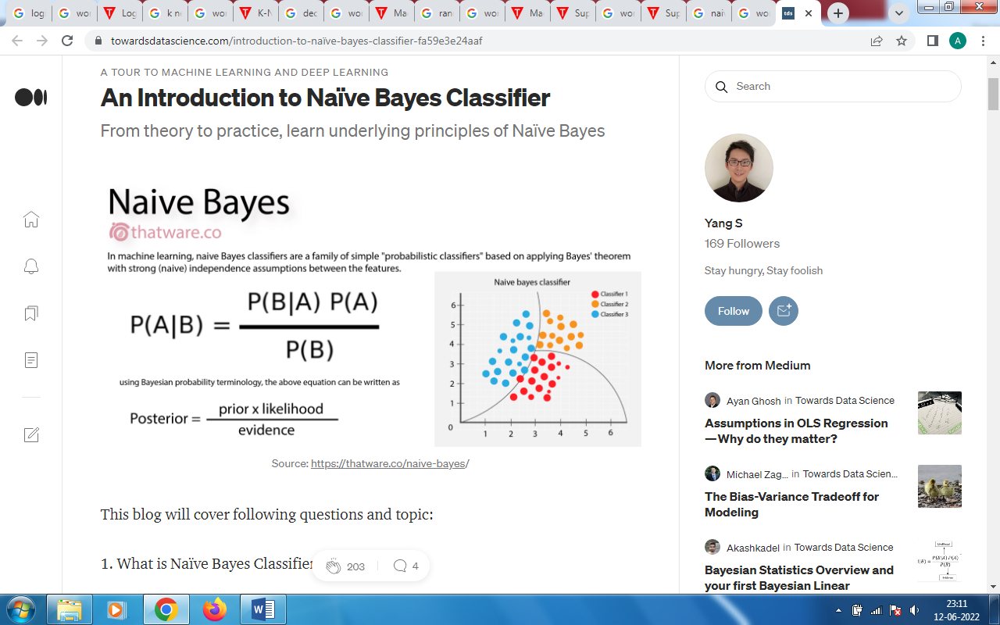 log
wor
Log
k ne
wor
K-N
dec
wor
Ma
ran
wor
Ma
Sup
wor
Sup
naiv
wor
tds
towardsdatascience.com/introduction-to-naïve-bayes-classifier-fa59e3e24aaf
A
A TOUR TO MACHINE LEARNING AND DEEP LEARNING
An Introduction to Naïve Bayes Classifier
From theory to practice, learn underlying principles of Naïve Bayes
Naive Bayes
thatware.co
In machine learning, naive Bayes classifiers are a family of simple "probabilistic classifiers" based on applying Bayes' theorem
with strong (naive) independence assumptions between the features.
P(A|B) = P(B|A) P(A)
P(B)
using Bayesian probability terminology, the above equation can be written as
Posterior = prior x likelihood
evidence
Naive bayes classifier
Classifier 1
Classifier 2
Classifier 3
6
5
4
3
2
1
0
1 2 3 4 5 6
Source: https://thatware.co/naive-bayes/
This blog will cover following questions and topic:
1. What is Naïve Bayes Classifier
203
4
Search
Yang S
169 Followers
Stay hungry, Stay foolish
Follow
More from Medium
Ayan Ghosh in Towards Data Science
Assumptions in OLS Regression
—Why do they matter?
Michael Zag... in Towards Data Scien...
The Bias-Variance Tradeoff for
Modeling
Akashkadel in Towards Data Science
Bayesian Statistics Overview and
your first Bayesian Linear
23:11
12-06-2022